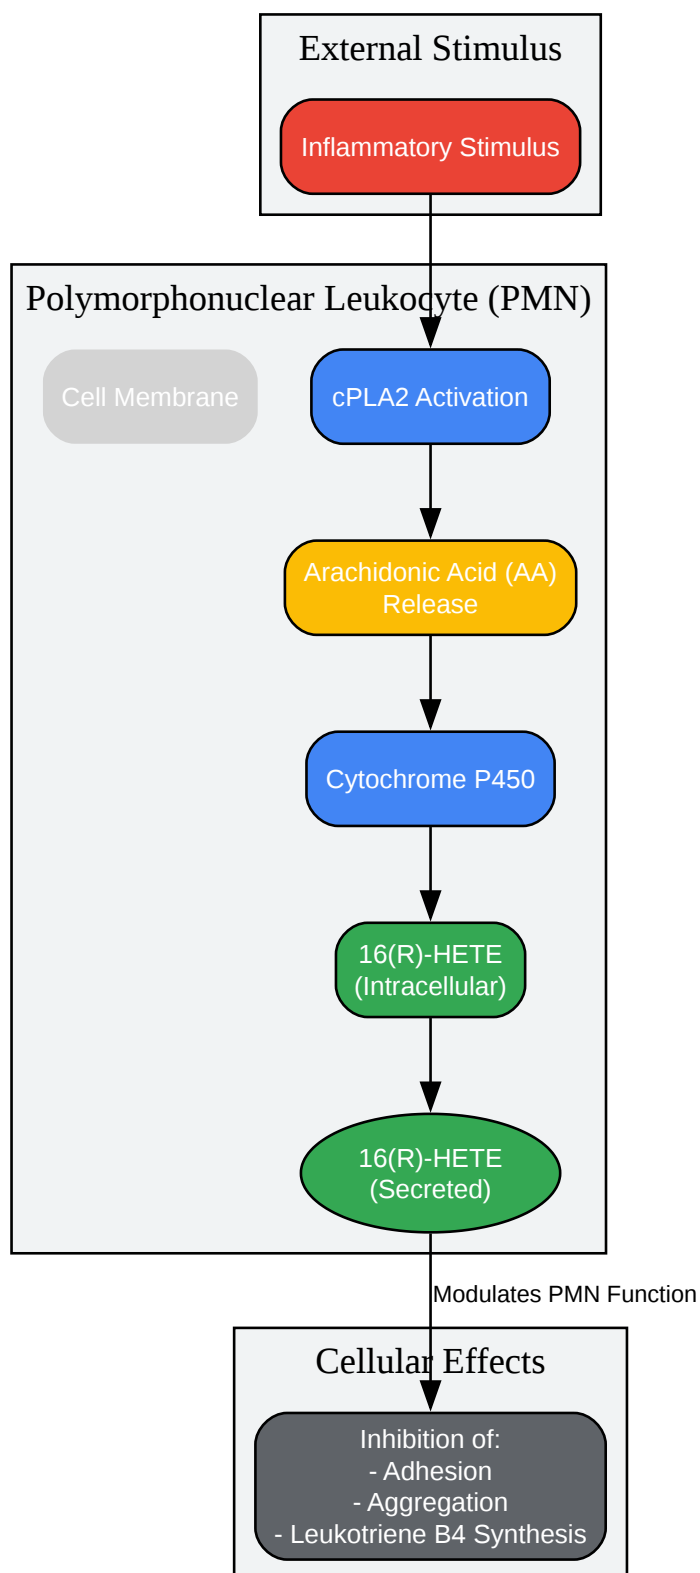 External Stimulus
Inflammatory Stimulus
Polymorphonuclear Leukocyte (PMN)
Cell Membrane
cPLA2 Activation
Arachidonic Acid (AA)
Release
Cytochrome P450
16(R)-HETE
(Intracellular)
16(R)-HETE
(Secreted)
Modulates PMN Function
Cellular Effects
Inhibition of:
- Adhesion
- Aggregation
- Leukotriene B4 Synthesis